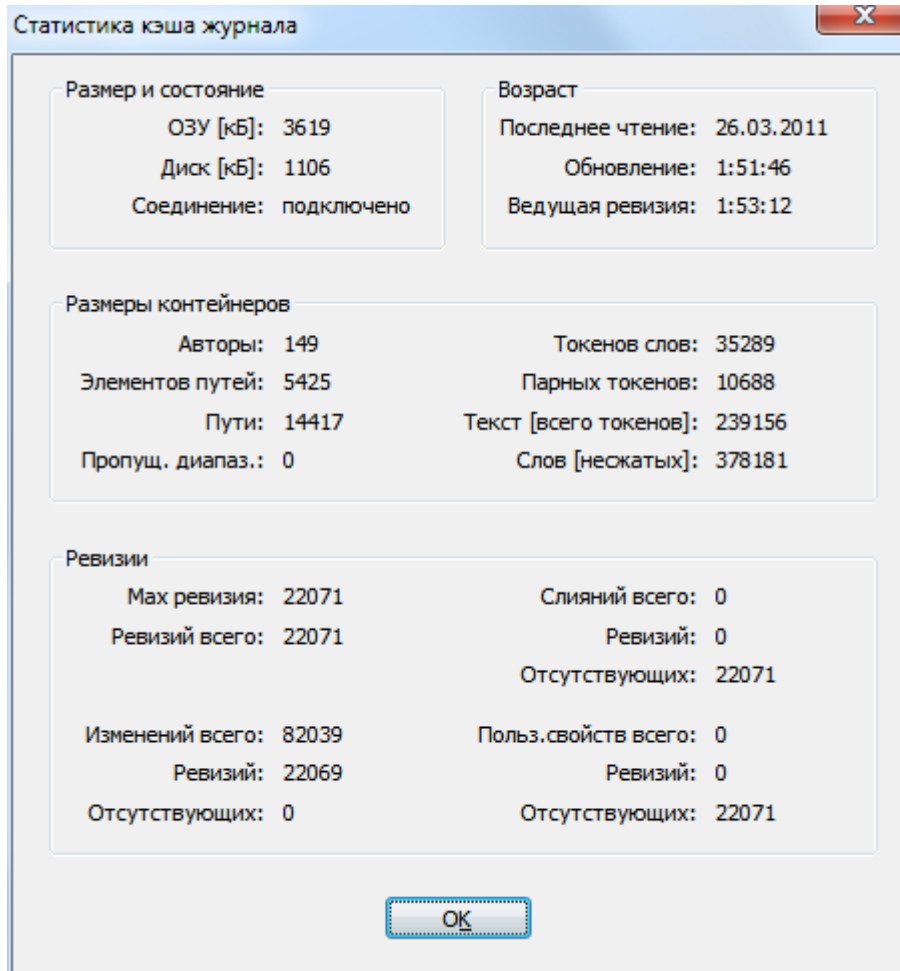 Статистика кэша журнала
Размер и состояние
ОЗУ [кБ]: 3619
Диск [кБ]: 1106
Соединение: подключено
Возраст
Последнее чтение: 26.03.2011
Обновление: 1:51:46
Ведущая ревизия: 1:53:12
Размеры контейнеров
Авторы: 149
Элементов путей: 5425
Пути: 14417
Пропущ. диапаз.: 0
Токенов слов: 35289
Парных токенов: 10688
Текст [всего токенов]: 239156
Слов [несжатых]: 378181
Ревизии
Max ревизия: 22071
Ревизий всего: 22071
Изменений всего: 82039
Ревизий: 22069
Отсутствующих: 0
Слияний всего: 0
Ревизий: 0
Отсутствующих: 22071
Польз.свойств всего: 0
Ревизий: 0
Отсутствующих: 22071
OK